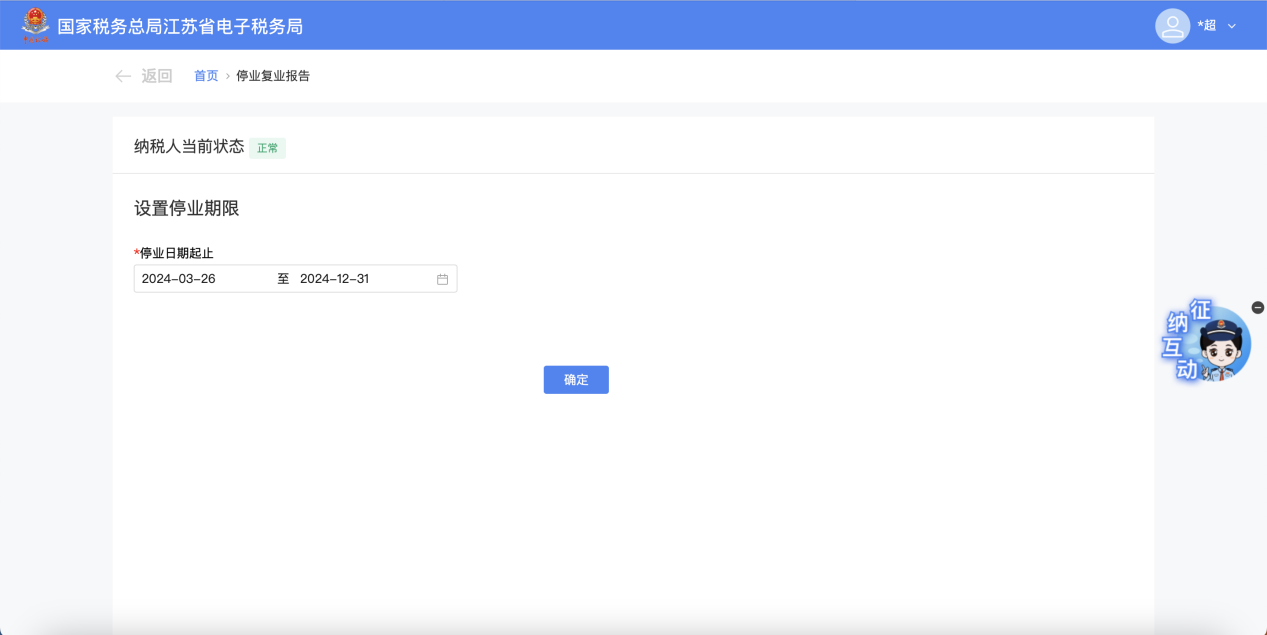 国家税务总局江苏省电子税务局
*超
返回 首页 › 停业复业报告
纳税人当前状态 正常
设置停业期限
*停业日期起止
2024-03-26 至 2024-12-31
确定
征纳互动